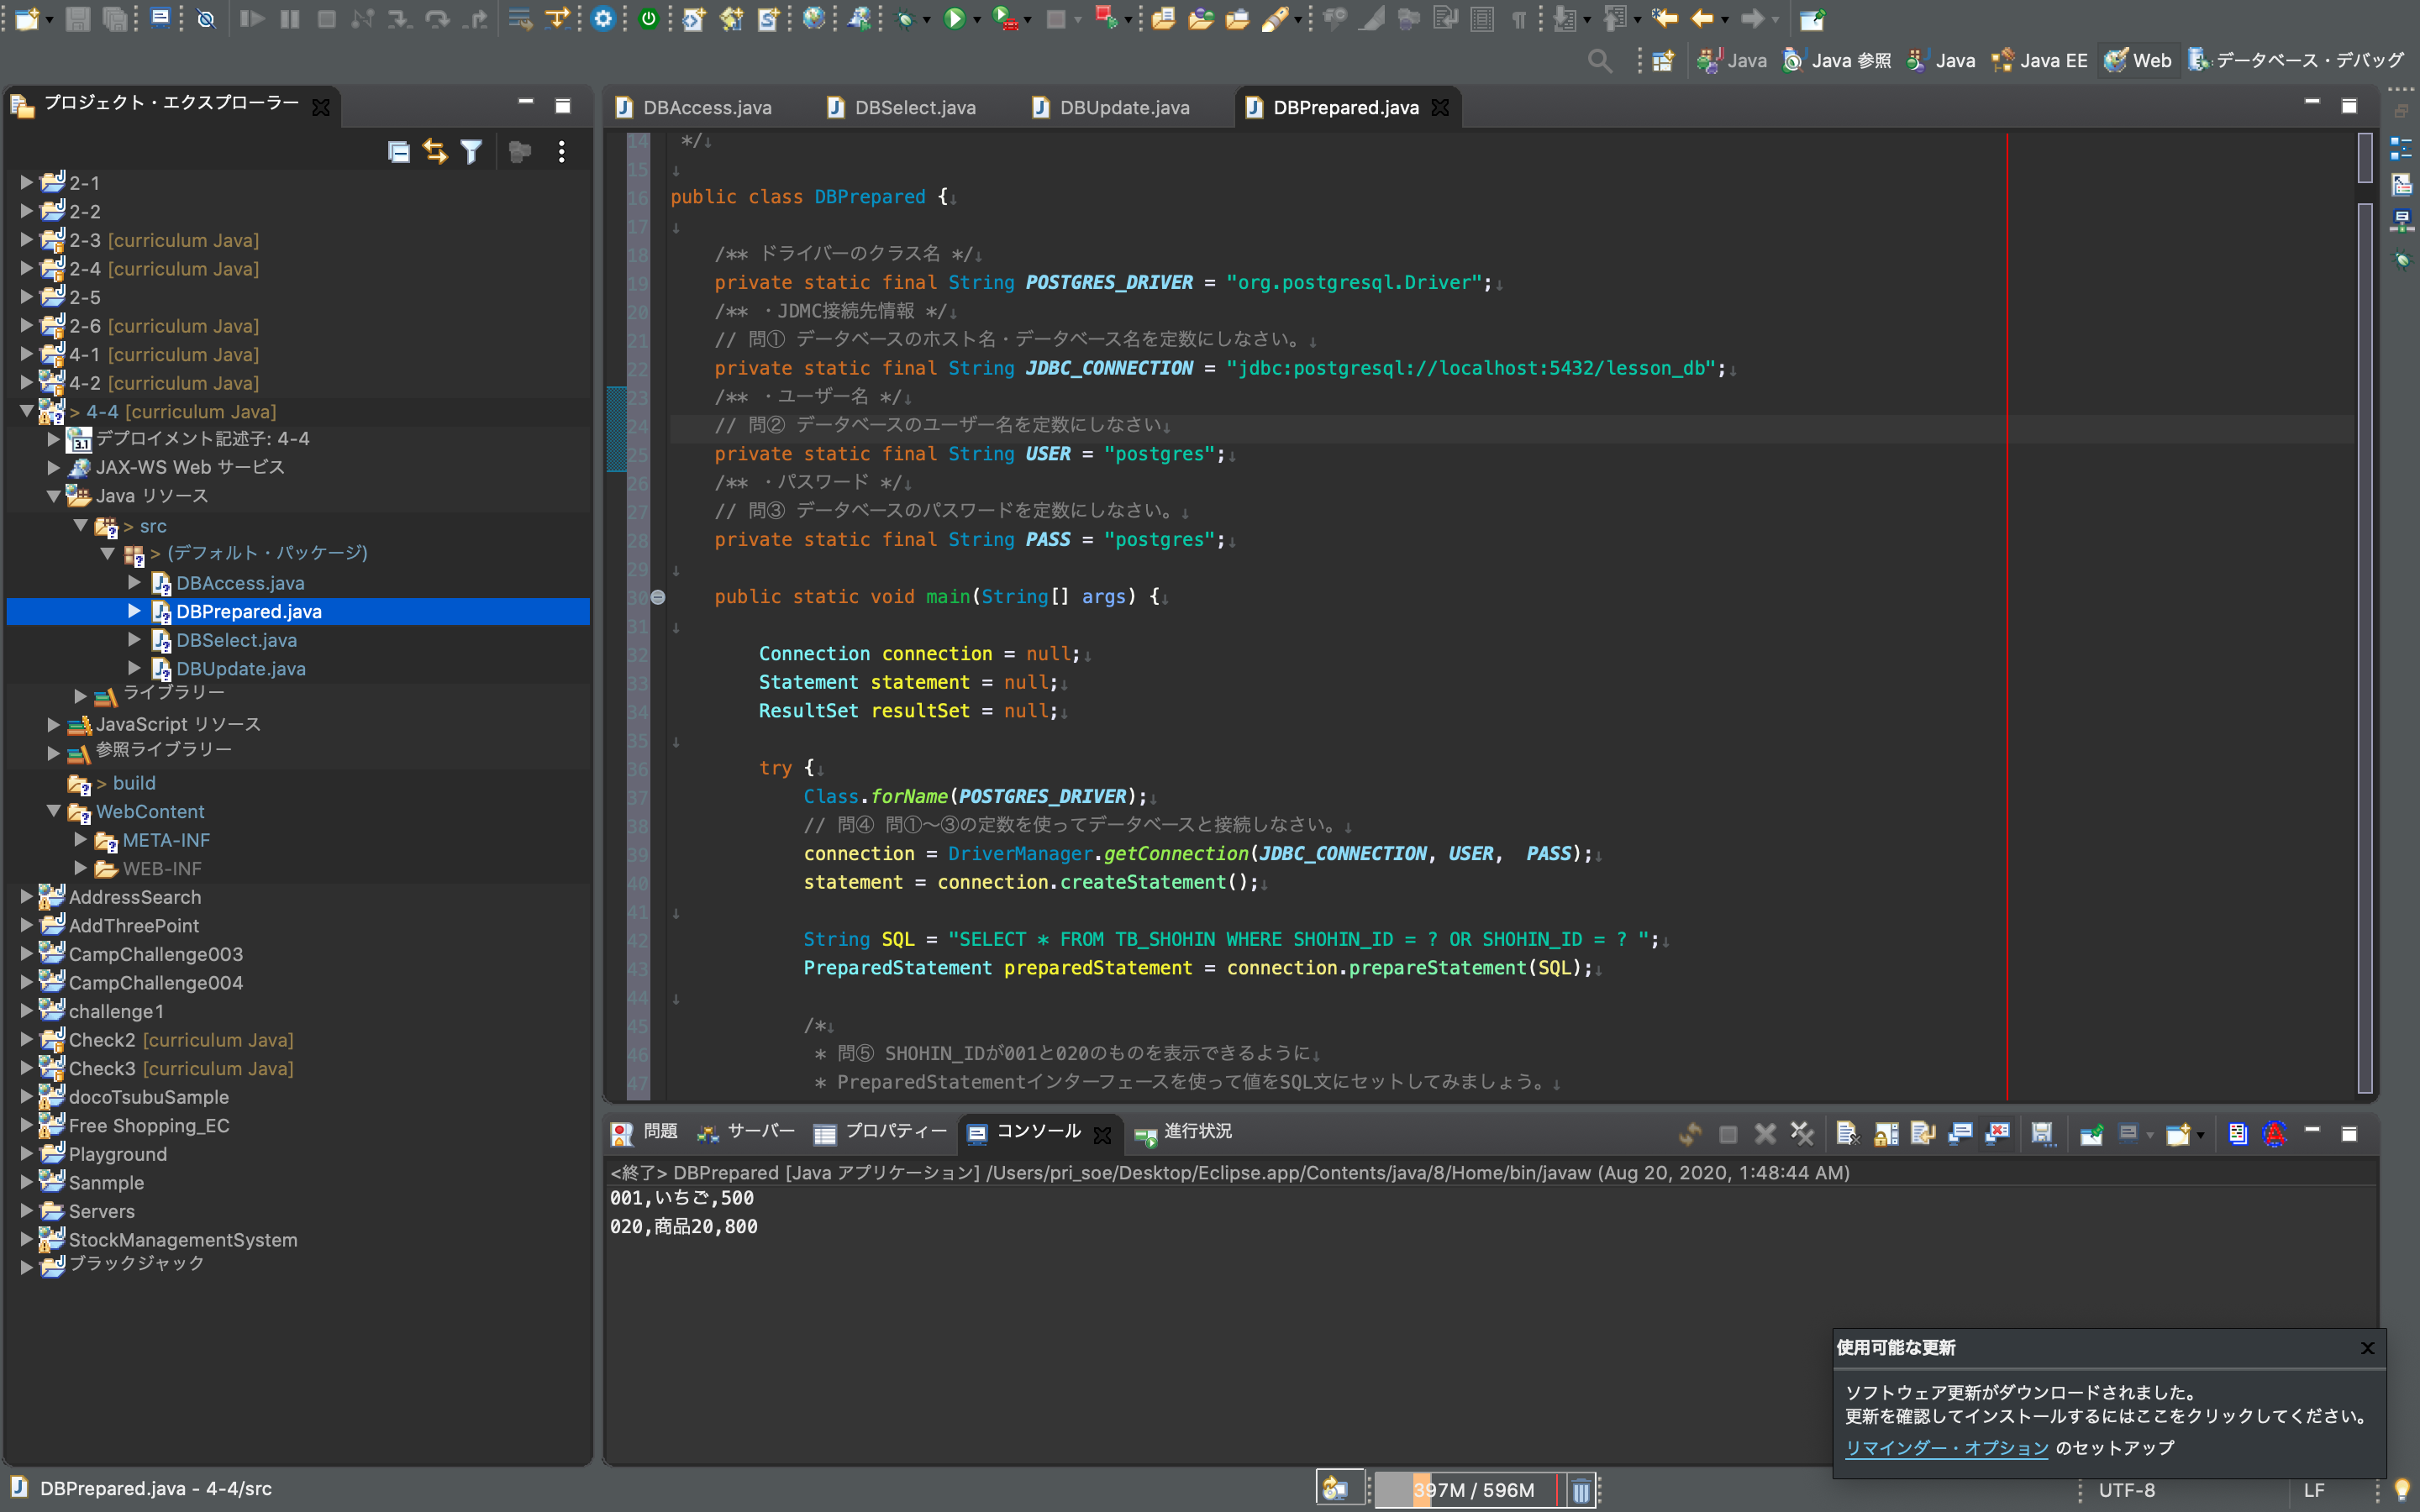 Java
Java 参照
Java
Java EE
Web
データベース・デバッグ
プロジェクト・エクスプローラー
2-1
2-2
2-3 [curriculum Java]
2-4 [curriculum Java]
2-5
2-6 [curriculum Java]
4-1 [curriculum Java]
4-2 [curriculum Java]
> 4-4 [curriculum Java]
デプロイメント記述子: 4-4
JAX-WS Web サービス
Java リソース
> src
> (デフォルト・パッケージ)
DBAccess.java
DBPrepared.java
DBSelect.java
DBUpdate.java
ライブラリー
JavaScript リソース
参照ライブラリー
> build
WebContent
META-INF
WEB-INF
AddressSearch
AddThreePoint
CampChallenge003
CampChallenge004
challenge1
Check2 [curriculum Java]
Check3 [curriculum Java]
docoTsubuSample
Free Shopping_EC
Playground
Sanmple
Servers
StockManagementSystem
ブラックジャック
DBAccess.java
DBSelect.java
DBUpdate.java
DBPrepared.java
14 */↓
15 ↓
16 public class DBPrepared {↓
17 ↓
18 /** ドライバーのクラス名 */↓
19 private static final String POSTGRES_DRIVER = "org.postgresql.Driver";↓
20 /** ・JDMC接続先情報 */↓
21 // 問① データベースのホスト名・データベース名を定数にしなさい。↓
22 private static final String JDBC_CONNECTION = "jdbc:postgresql://localhost:5432/lesson_db";↓
23 /** ・ユーザー名 */↓
24 // 問② データベースのユーザー名を定数にしなさい↓
25 private static final String USER = "postgres";↓
26 /** ・パスワード */↓
27 // 問③ データベースのパスワードを定数にしなさい。↓
28 private static final String PASS = "postgres";↓
29 ↓
30 public static void main(String[] args) {↓
31 ↓
32 Connection connection = null;↓
33 Statement statement = null;↓
34 ResultSet resultSet = null;↓
35 ↓
36 try {↓
37 Class.forName(POSTGRES_DRIVER);↓
38 // 問④ 問①～③の定数を使ってデータベースと接続しなさい。↓
39 connection = DriverManager.getConnection(JDBC_CONNECTION, USER,  PASS);↓
40 statement = connection.createStatement();↓
41 ↓
42 String SQL = "SELECT * FROM TB_SHOHIN WHERE SHOHIN_ID = ? OR SHOHIN_ID = ? ";↓
43 PreparedStatement preparedStatement = connection.prepareStatement(SQL);↓
44 ↓
45 /*↓
46 * 問⑤ SHOHIN_IDが001と020のものを表示できるように↓
47 * PreparedStatementインターフェースを使って値をSQL文にセットしてみましょう。↓
問題
サーバー
プロパティー
コンソール
進行状況
<終了> DBPrepared [Java アプリケーション] /Users/pri_soe/Desktop/Eclipse.app/Contents/java/8/Home/bin/javaw (Aug 20, 2020, 1:48:44 AM)
001,いちご,500
020,商品20,800
使用可能な更新
ソフトウェア更新がダウンロードされました。
更新を確認してインストールするにはここをクリックしてください。
リマインダー・オプション のセットアップ
DBPrepared.java - 4-4/src
397M / 596M
UTF-8
LF